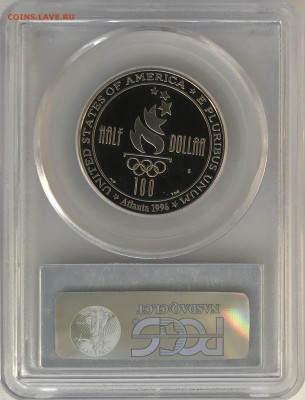 COINS.LAVE.RU
UNITED STATES OF AMERICA
E PLURIBUS UNUM
HALF DOLLAR
100
Atlanta 1996
S
NASDAQ:CLCT
PCGS